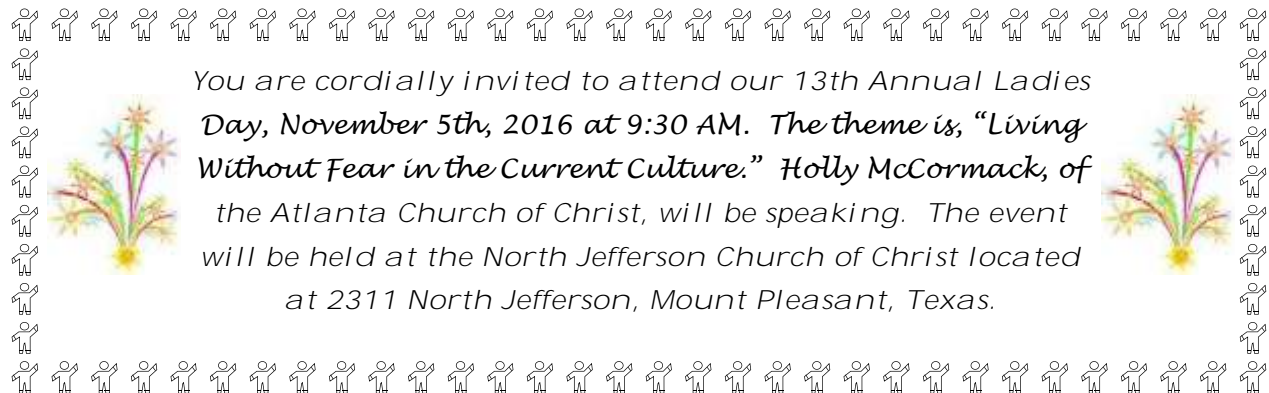 You are cordially invited to attend our 13th Annual Ladies
Day, November 5th, 2016 at 9:30 AM.  The theme is, “Living
Without Fear in the Current Culture.”  Holly McCormack, of
the Atlanta Church of Christ, will be speaking.  The event
will be held at the North Jefferson Church of Christ located
at 2311 North Jefferson, Mount Pleasant, Texas.